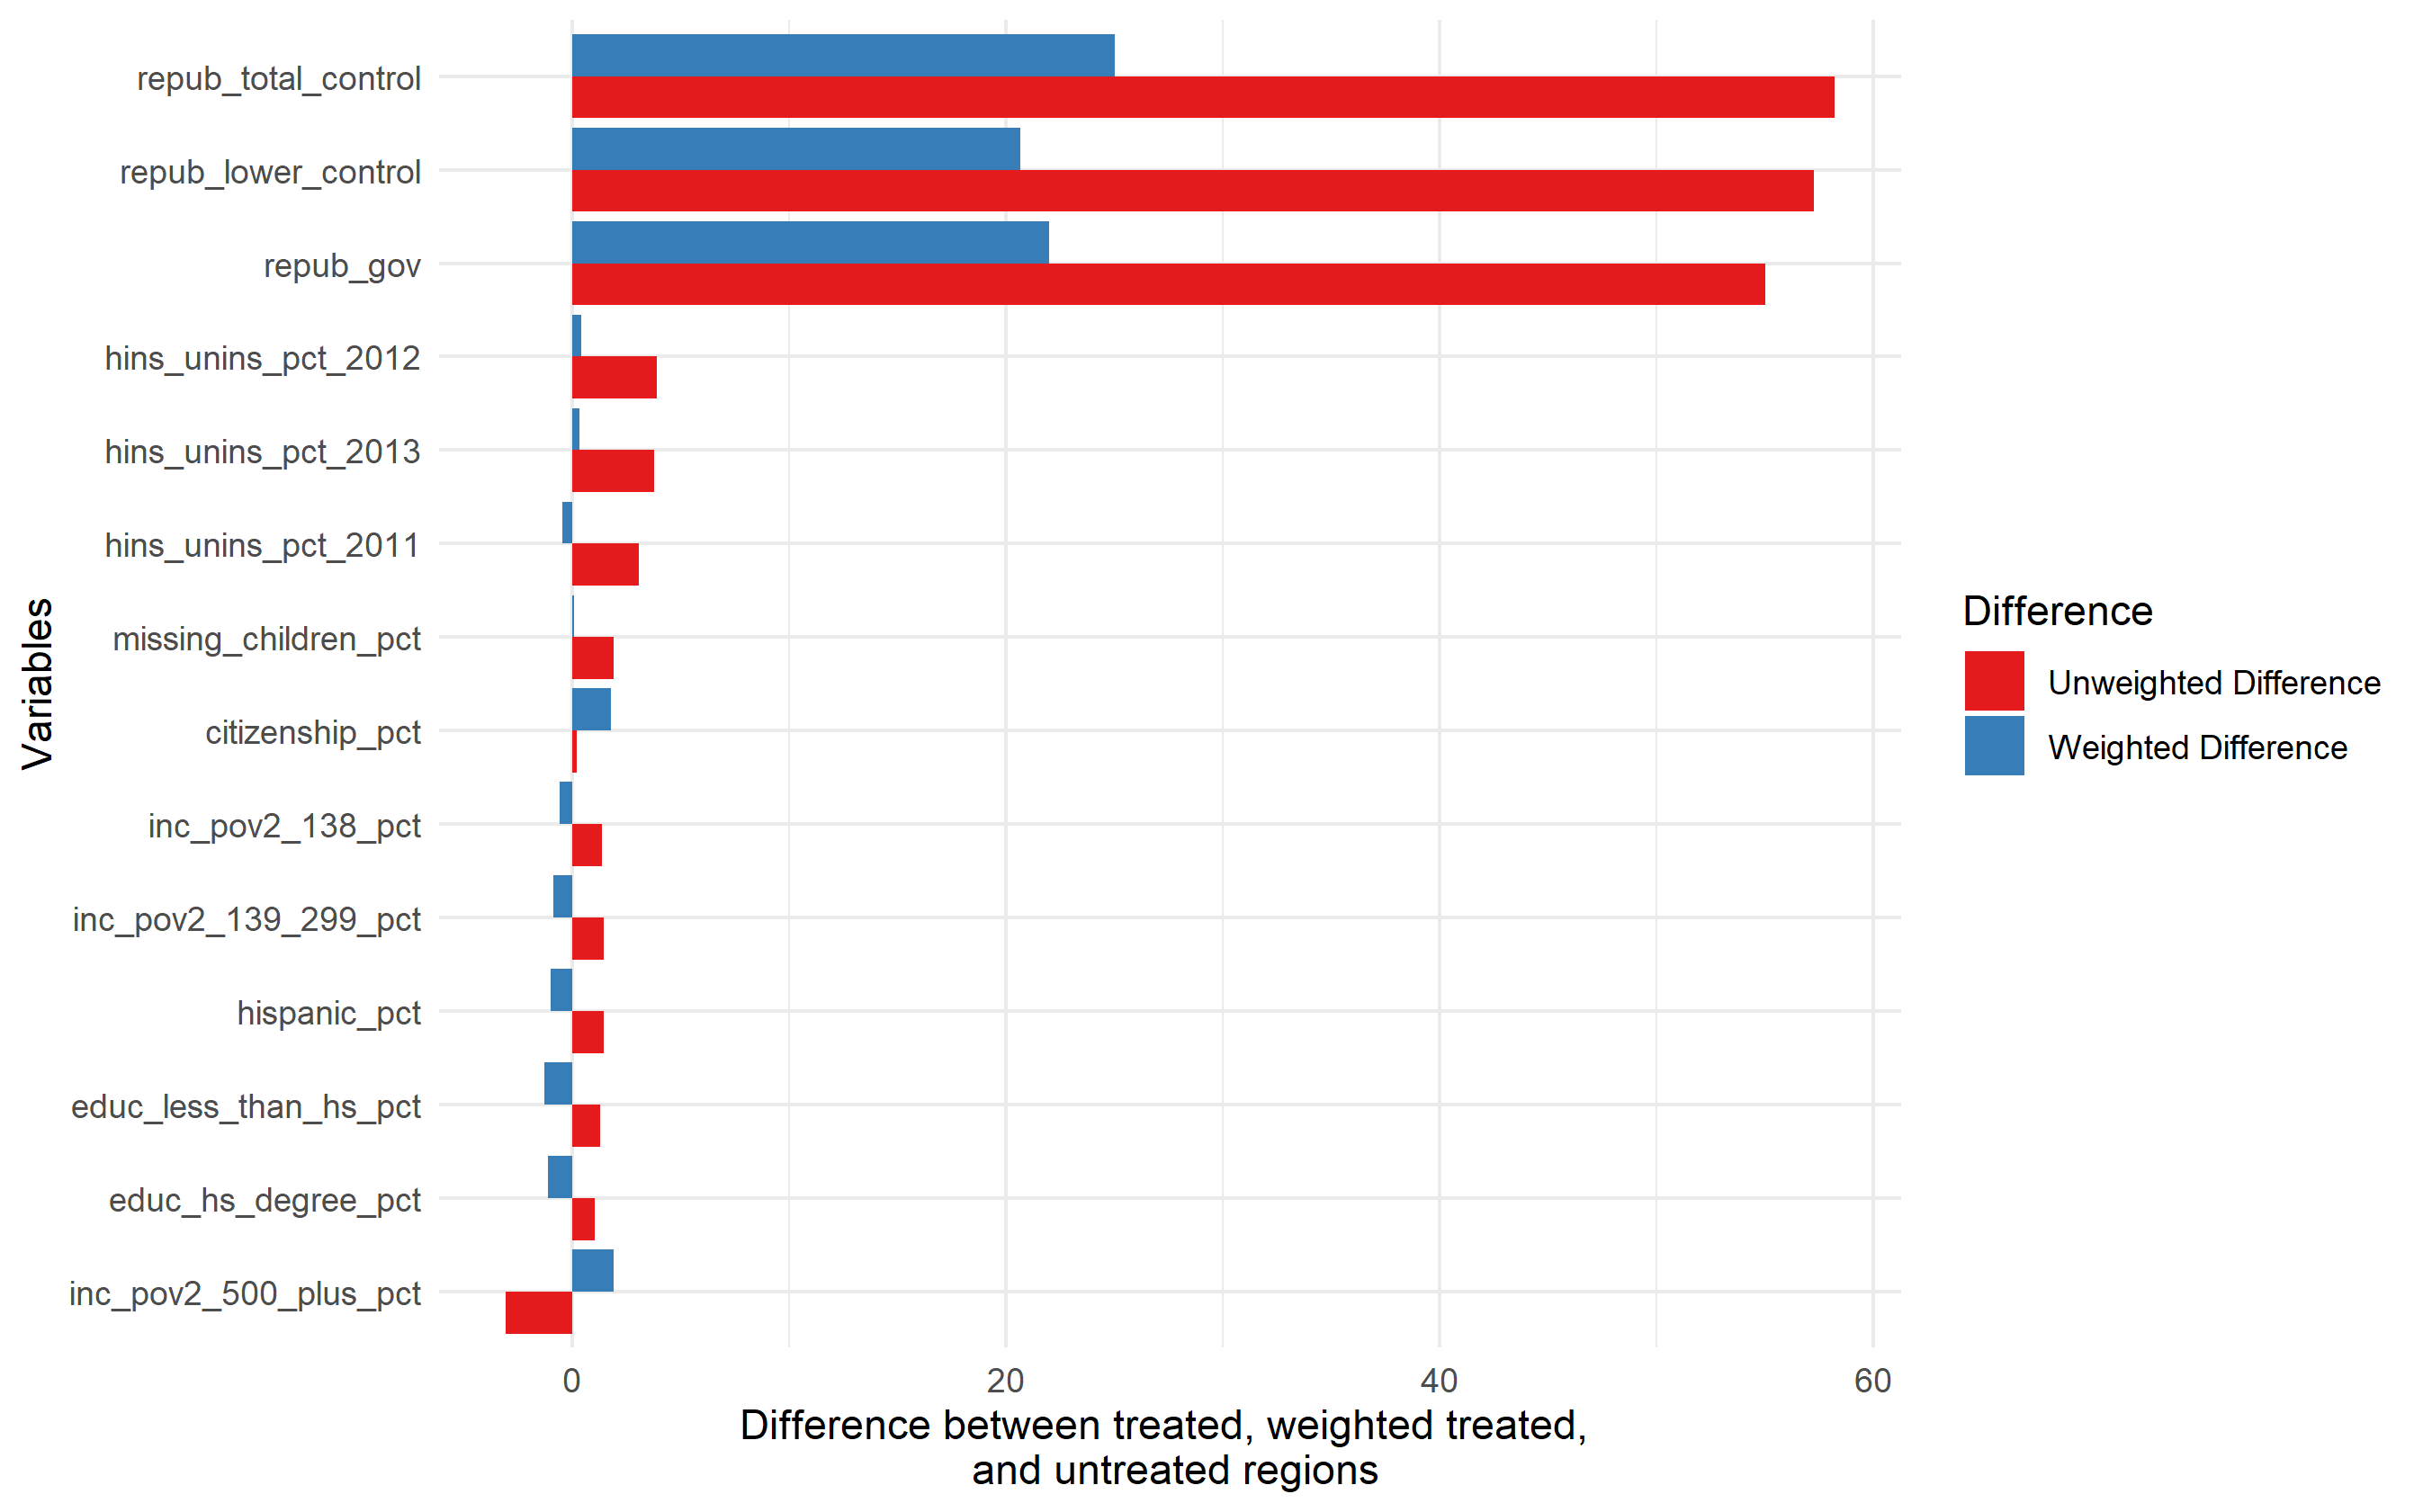 repub_total_control
repub_lower_control
repub_gov
hins_unins_pct_2012
hins_unins_pct_2013
hins_unins_pct_2011
missing_children_pct
citizenship_pct
inc_pov2_138_pct
inc_pov2_139_299_pct
hispanic_pct
educ_less_than_hs_pct
educ_hs_degree_pct
inc_pov2_500_plus_pct
Variables
0 20 40 60
Difference between treated, weighted treated,
and untreated regions
Difference
Unweighted Difference
Weighted Difference